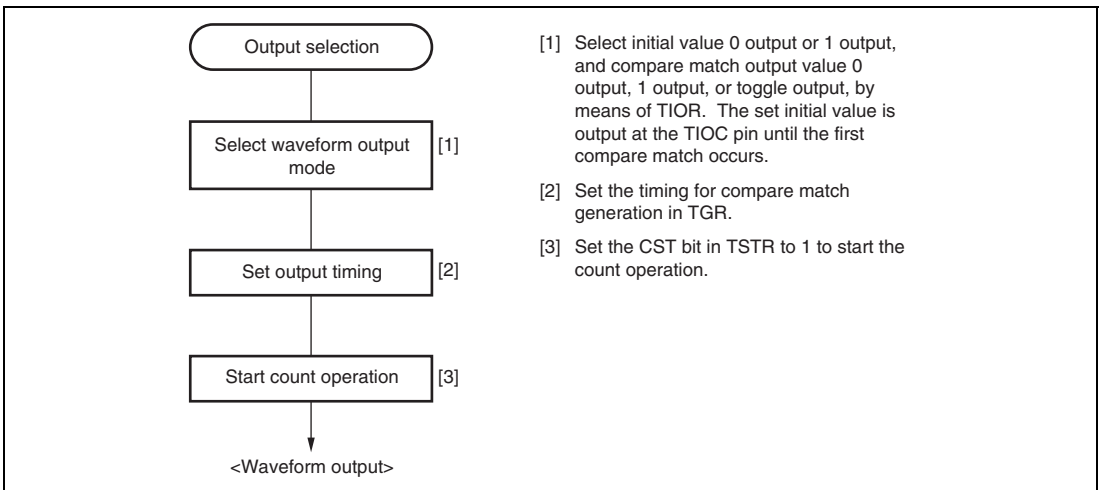 Output selection
Select waveform output
mode
[1]
Set output timing
[2]
Start count operation
[3]
<Waveform output>
[1] Select initial value 0 output or 1 output,
and compare match output value 0
output, 1 output, or toggle output, by
means of TIOR.  The set initial value is
output at the TIOC pin until the first
compare match occurs.
[2] Set the timing for compare match
generation in TGR.
[3] Set the CST bit in TSTR to 1 to start the
count operation.